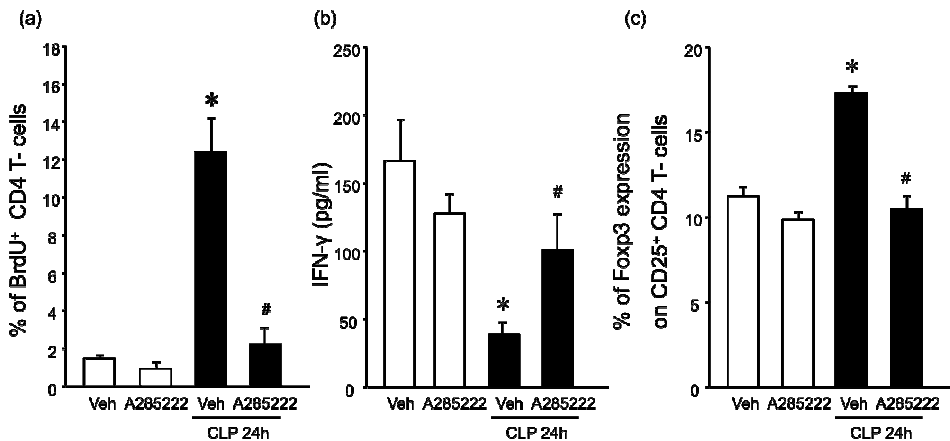 (a)
18
16
14
12
10
8
6
4
2
0
% of BrdU⁺ CD4 T- cells
*
#
Veh A285222 Veh A285222
CLP 24h
(b)
250
200
150
100
50
0
IFN-γ (pg/ml)
*
#
Veh A285222 Veh A285222
CLP 24h
(c)
20
15
10
5
0
% of Foxp3 expression
on CD25⁺ CD4 T- cells
*
#
Veh A285222 Veh A285222
CLP 24h